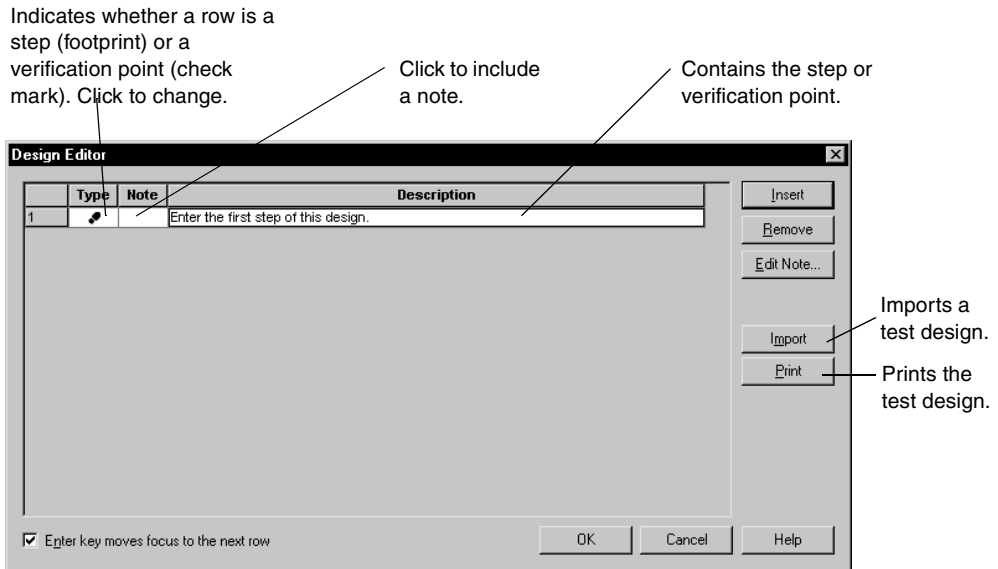 Indicates whether a row is a
step (footprint) or a
verification point (check
mark). Click to change.
Click to include
a note.
Contains the step or
verification point.
Design Editor
Type Note Description
1 Enter the first step of this design.
Insert
Remove
Edit Note...
Import
Print
Imports a
test design.
Prints the
test design.
Enter key moves focus to the next row
OK Cancel Help